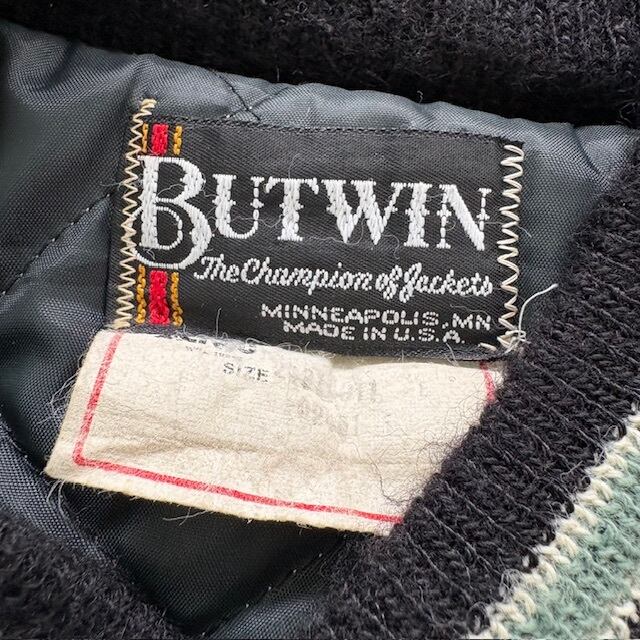 BUTWIN
The Champion of Jackets
MINNEAPOLIS, MN
MADE IN U.S.A.
SIZE